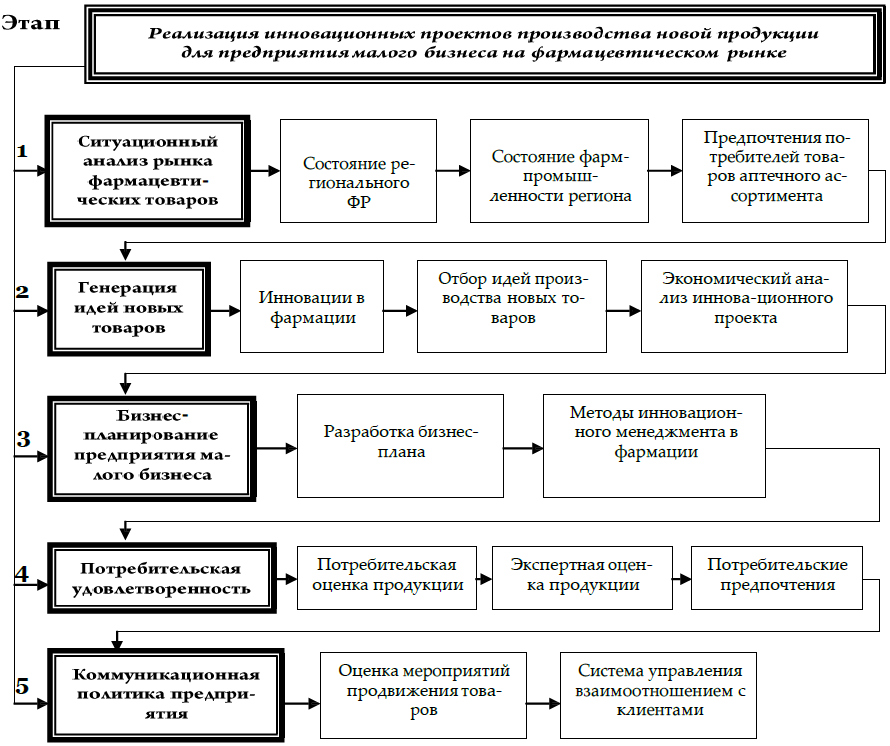 Этап
Реализация инновационных проектов производства новой продукции
для предприятия малого бизнеса на фармацевтическом рынке
1
Ситуационный
анализ рынка
фармацевти-
ческих товаров
Состояние ре-
гионального
ФР
Состояние фарм-
промыш-
ленности региона
Предпочтения по-
требителей това-
ров аптечного ас-
сортимента
2
Генерация
идей новых
товаров
Инновации в
фармации
Отбор идей произ-
водства новых то-
варов
Экономический ана-
лиз иннова-ционного
проекта
3
Бизнес-
планирование
предприятия ма-
лого бизнеса
Разработка бизнес-
плана
Методы инновацион-
ного менеджмента в
фармации
4
Потребительская
удовлетворенность
Потребительская
оценка продукции
Экспертная оцен-
ка продукции
Потребительские
предпочтения
5
Коммуникационная
политика предпри-
ятия
Оценка мероприятий
продвижения това-
ров
Система управления
взаимоотношением с
клиентами